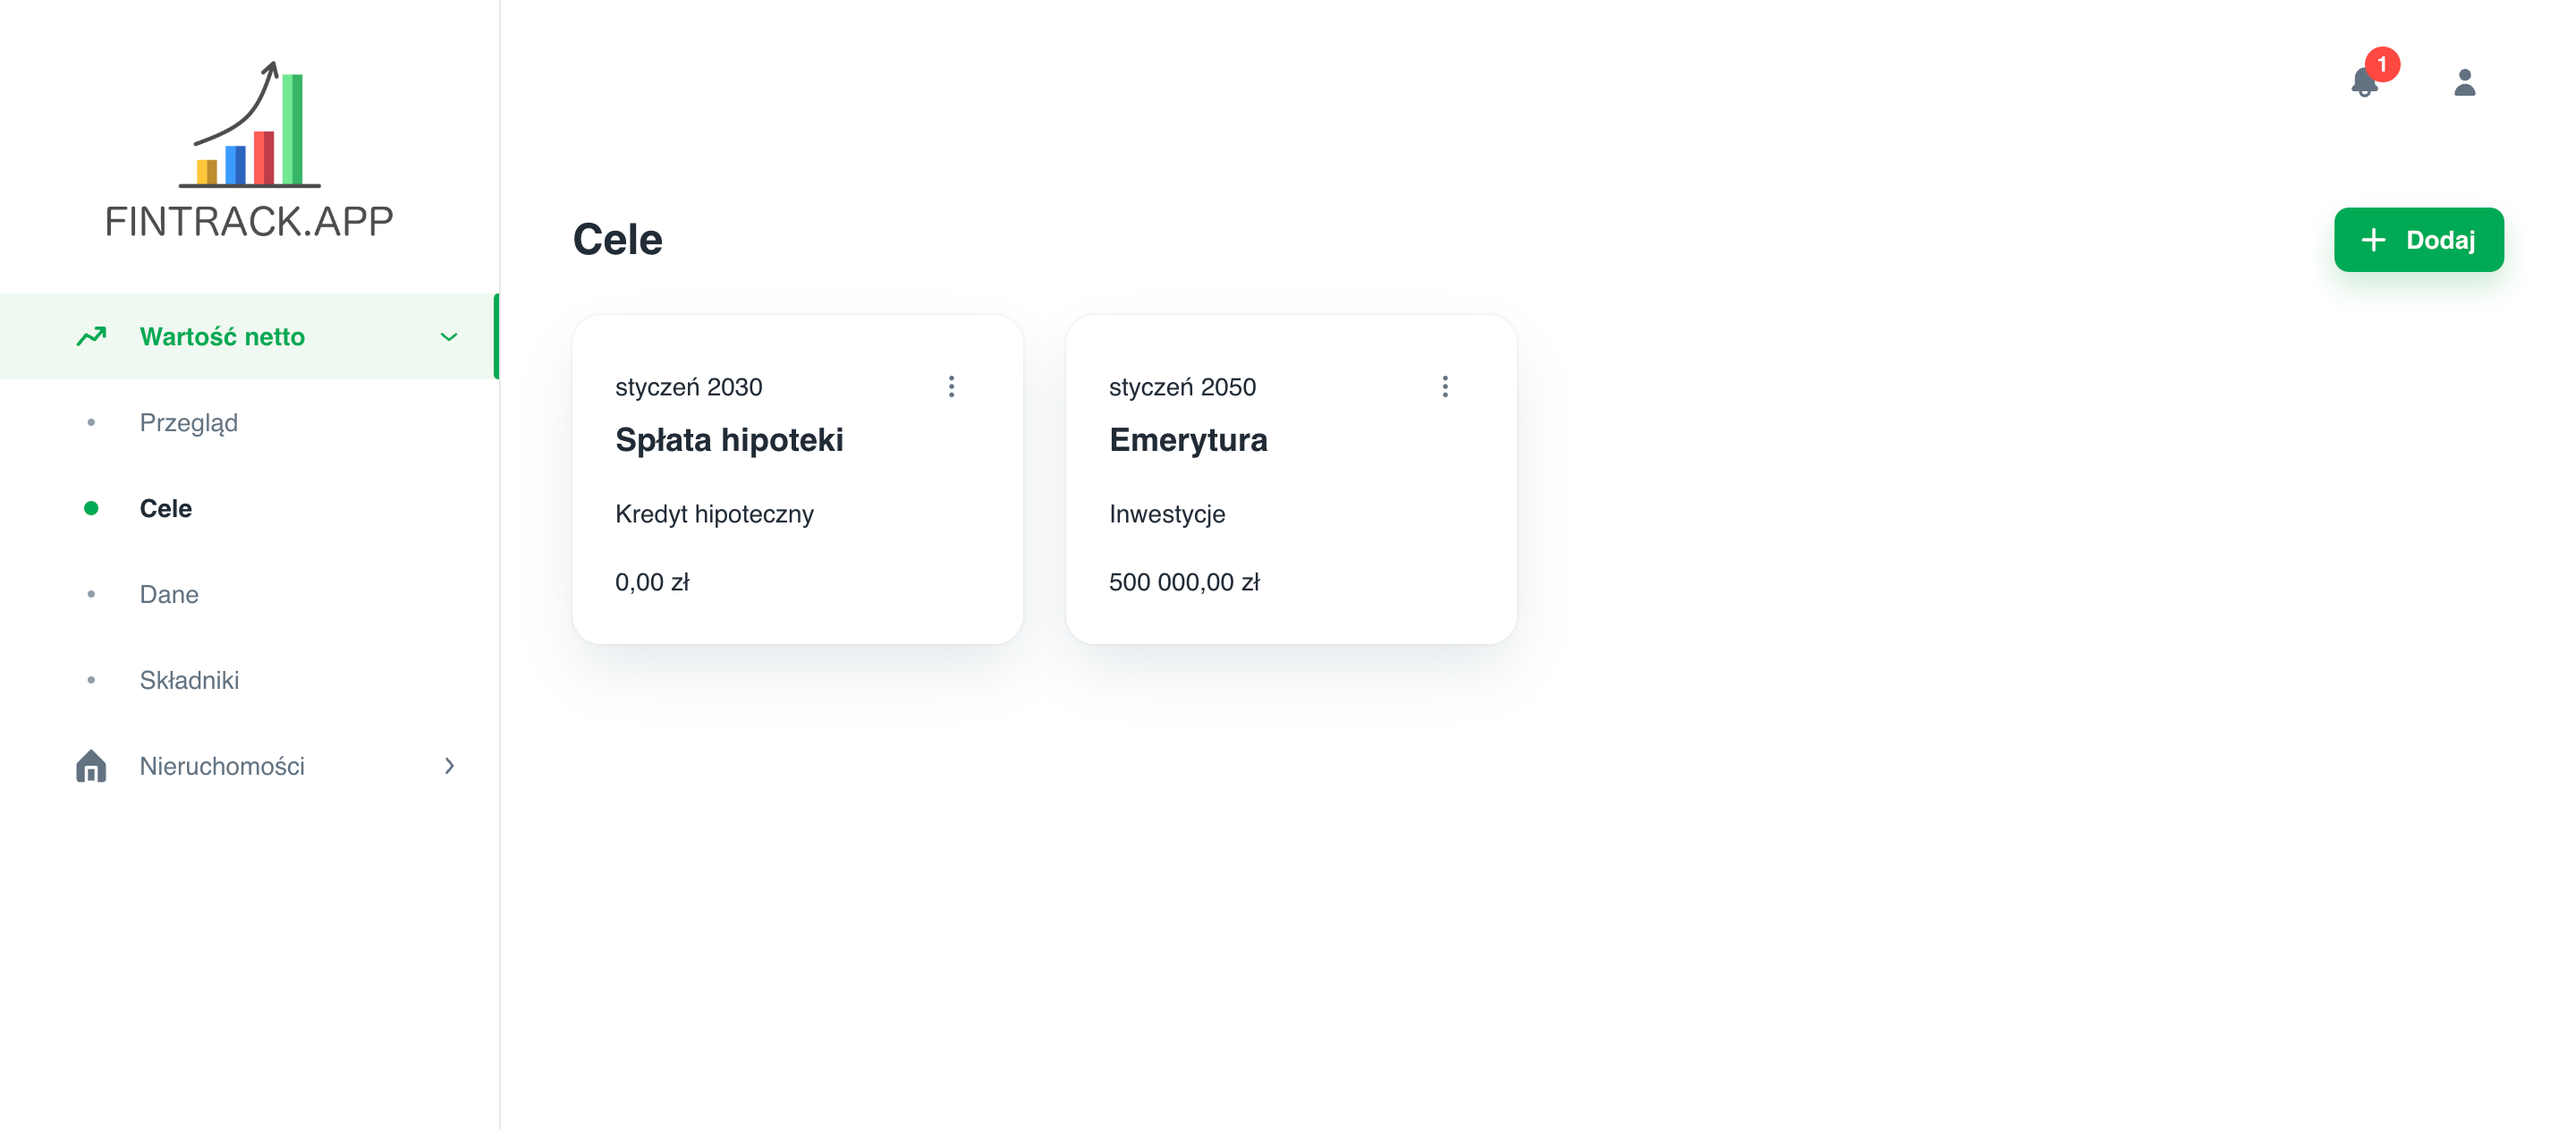 FINTRACK.APP
Wartość netto
Przegląd
Cele
Dane
Składniki
Nieruchomości
1
Cele
Dodaj
styczeń 2030
Spłata hipoteki
Kredyt hipoteczny
0,00 zł
styczeń 2050
Emerytura
Inwestycje
500 000,00 zł